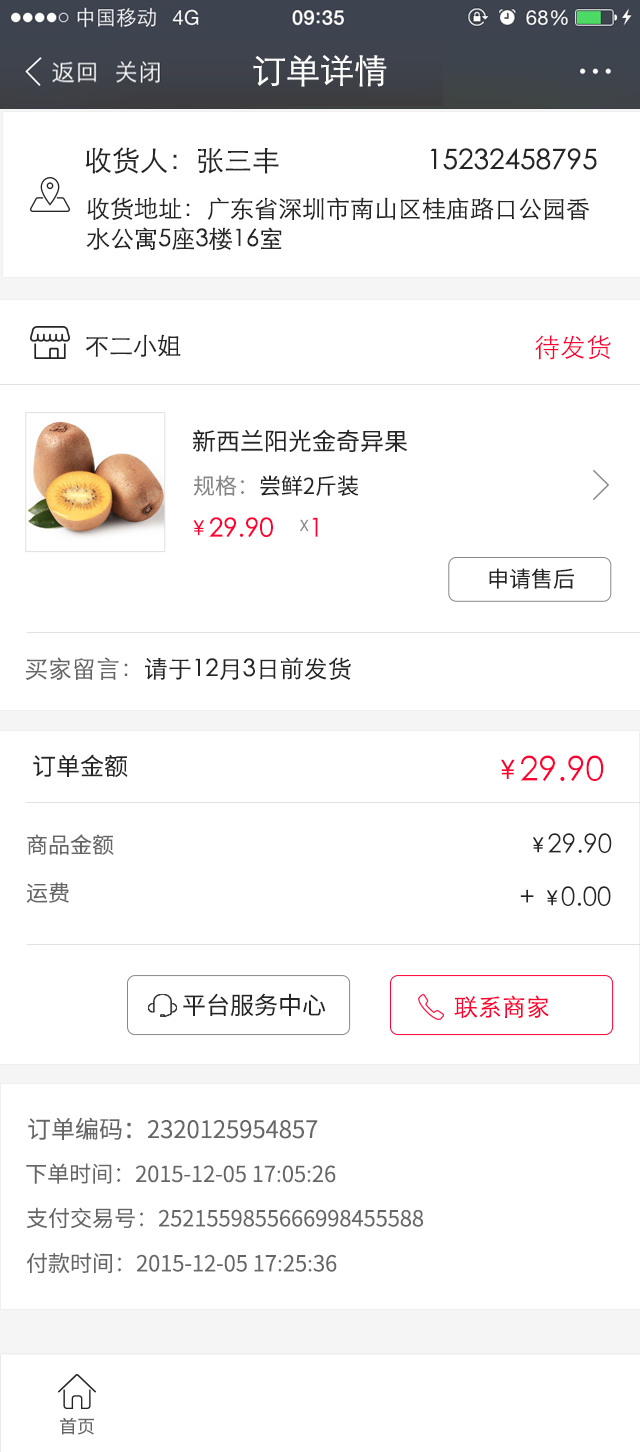 中国移动 4G 09:35 68%
返回 关闭 订单详情
收货人：张三丰 15232458795
收货地址：广东省深圳市南山区桂庙路口公园香
水公寓5座3楼16室
不二小姐 待发货
新西兰阳光金奇异果
规格：尝鲜2斤装
¥29.90 x1
申请售后
买家留言：请于12月3日前发货
订单金额 ¥29.90
商品金额 ¥29.90
运费 + ¥0.00
平台服务中心 联系商家
订单编码：2320125954857
下单时间：2015-12-05 17:05:26
支付交易号：2521559855666998455588
付款时间：2015-12-05 17:25:36
首页